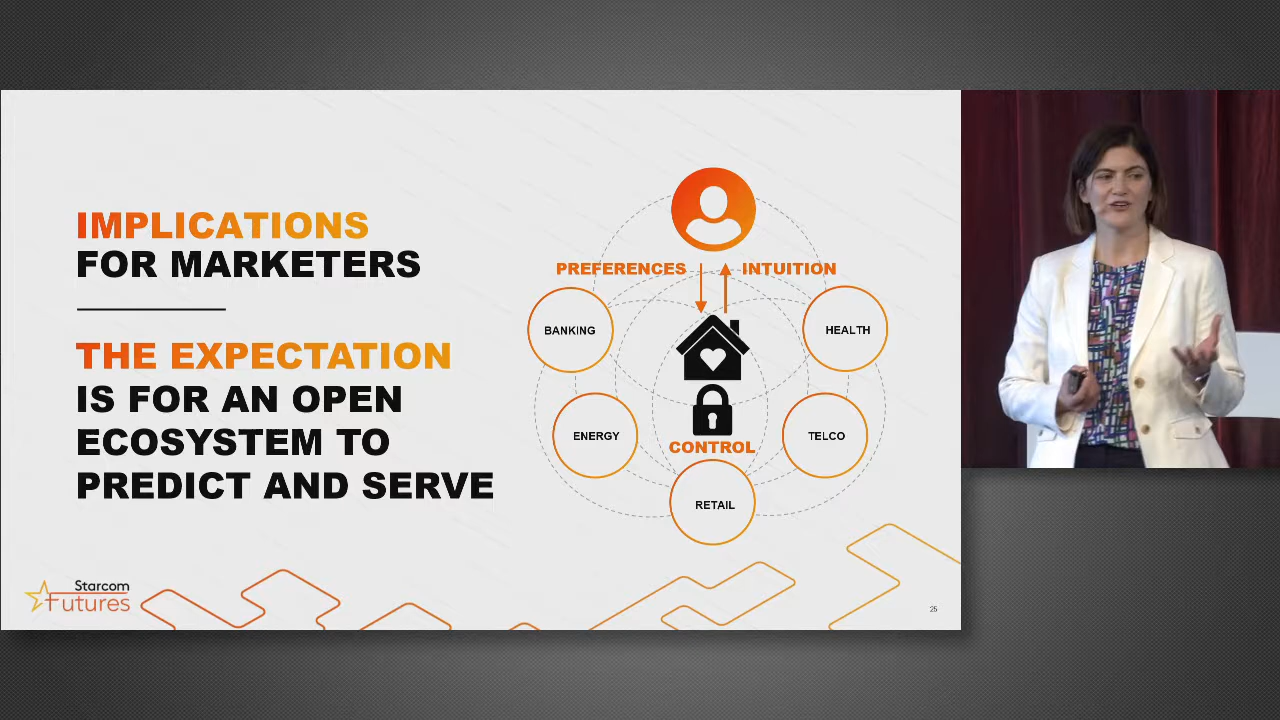 IMPLICATIONS
FOR MARKETERS
THE EXPECTATION
IS FOR AN OPEN
ECOSYSTEM TO
PREDICT AND SERVE
PREFERENCES
INTUITION
BANKING
HEALTH
ENERGY
TELCO
CONTROL
RETAIL
Starcom
Futures
25